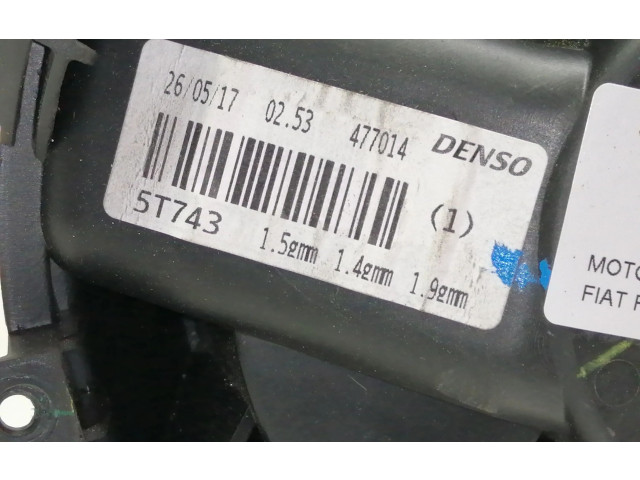 26/05/17 02.53 477014 DENSO
5T743 (1)
1.5gmm 1.4gmm 1.9gmm
MOTO
FIAT F